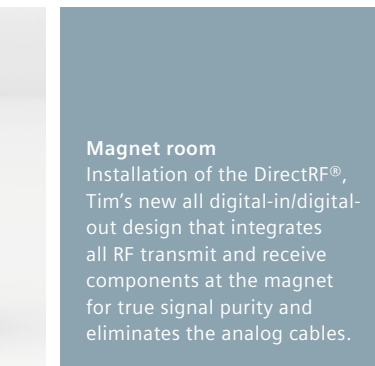 Magnet room
Installation of the DirectRF®,
Tim’s new all digital-in/digital-
out design that integrates
all RF transmit and receive
components at the magnet
for true signal purity and
eliminates the analog cables.